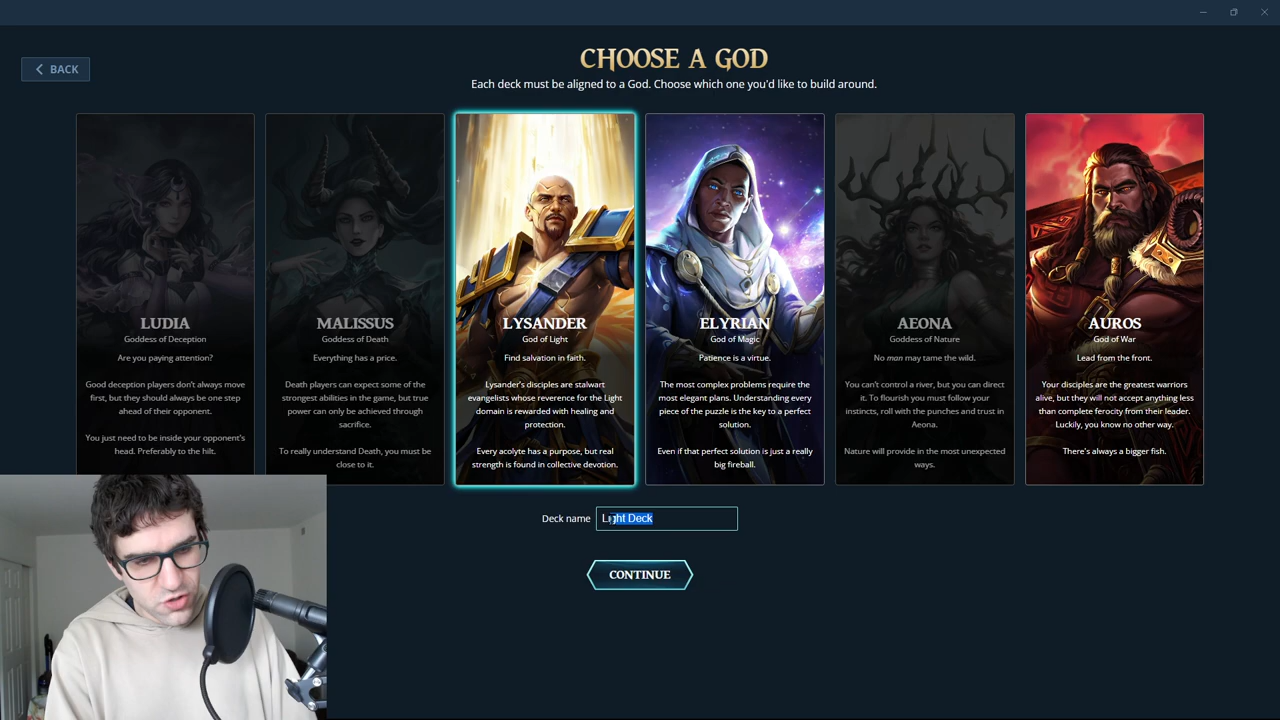 BACK
CHOOSE A GOD
Each deck must be aligned to a God. Choose which one you'd like to build around.
LUDIA
Goddess of Deception
Are you paying attention?
Good deception players don't always move
first, but they should always be one step
ahead of their opponent.
You just need to be inside your opponent's
head. Preferably to the hilt.
MALISSUS
Goddess of Death
Everything has a price.
Death players can expect some of the
strongest abilities in the game, but true
power can only be achieved through
sacrifice.
To really understand Death, you must be
close to it.
LYSANDER
God of Light
Find salvation in faith.
Lysander's disciples are stalwart
evangelists whose reverence for the Light
domain is rewarded with healing and
protection.
Every acolyte has a purpose, but real
strength is found in collective devotion.
ELYRIAN
God of Magic
Patience is a virtue.
The most complex problems require the
most elegant plans. Understanding every
piece of the puzzle is the key to a perfect
solution.
Even if that perfect solution is just a really
big fireball.
AEONA
Goddess of Nature
No man may tame the wild.
You can't control a river, but you can direct
it. To flourish you must follow your
instincts, roll with the punches and trust in
Aeona.
Nature will provide in the most unexpected
ways.
AUROS
God of War
Lead from the front.
Your disciples are the greatest warriors
alive, but they will not accept anything less
than complete ferocity from their leader.
Luckily, you know no other way.
There's always a bigger fish.
Deck name Light Deck
CONTINUE